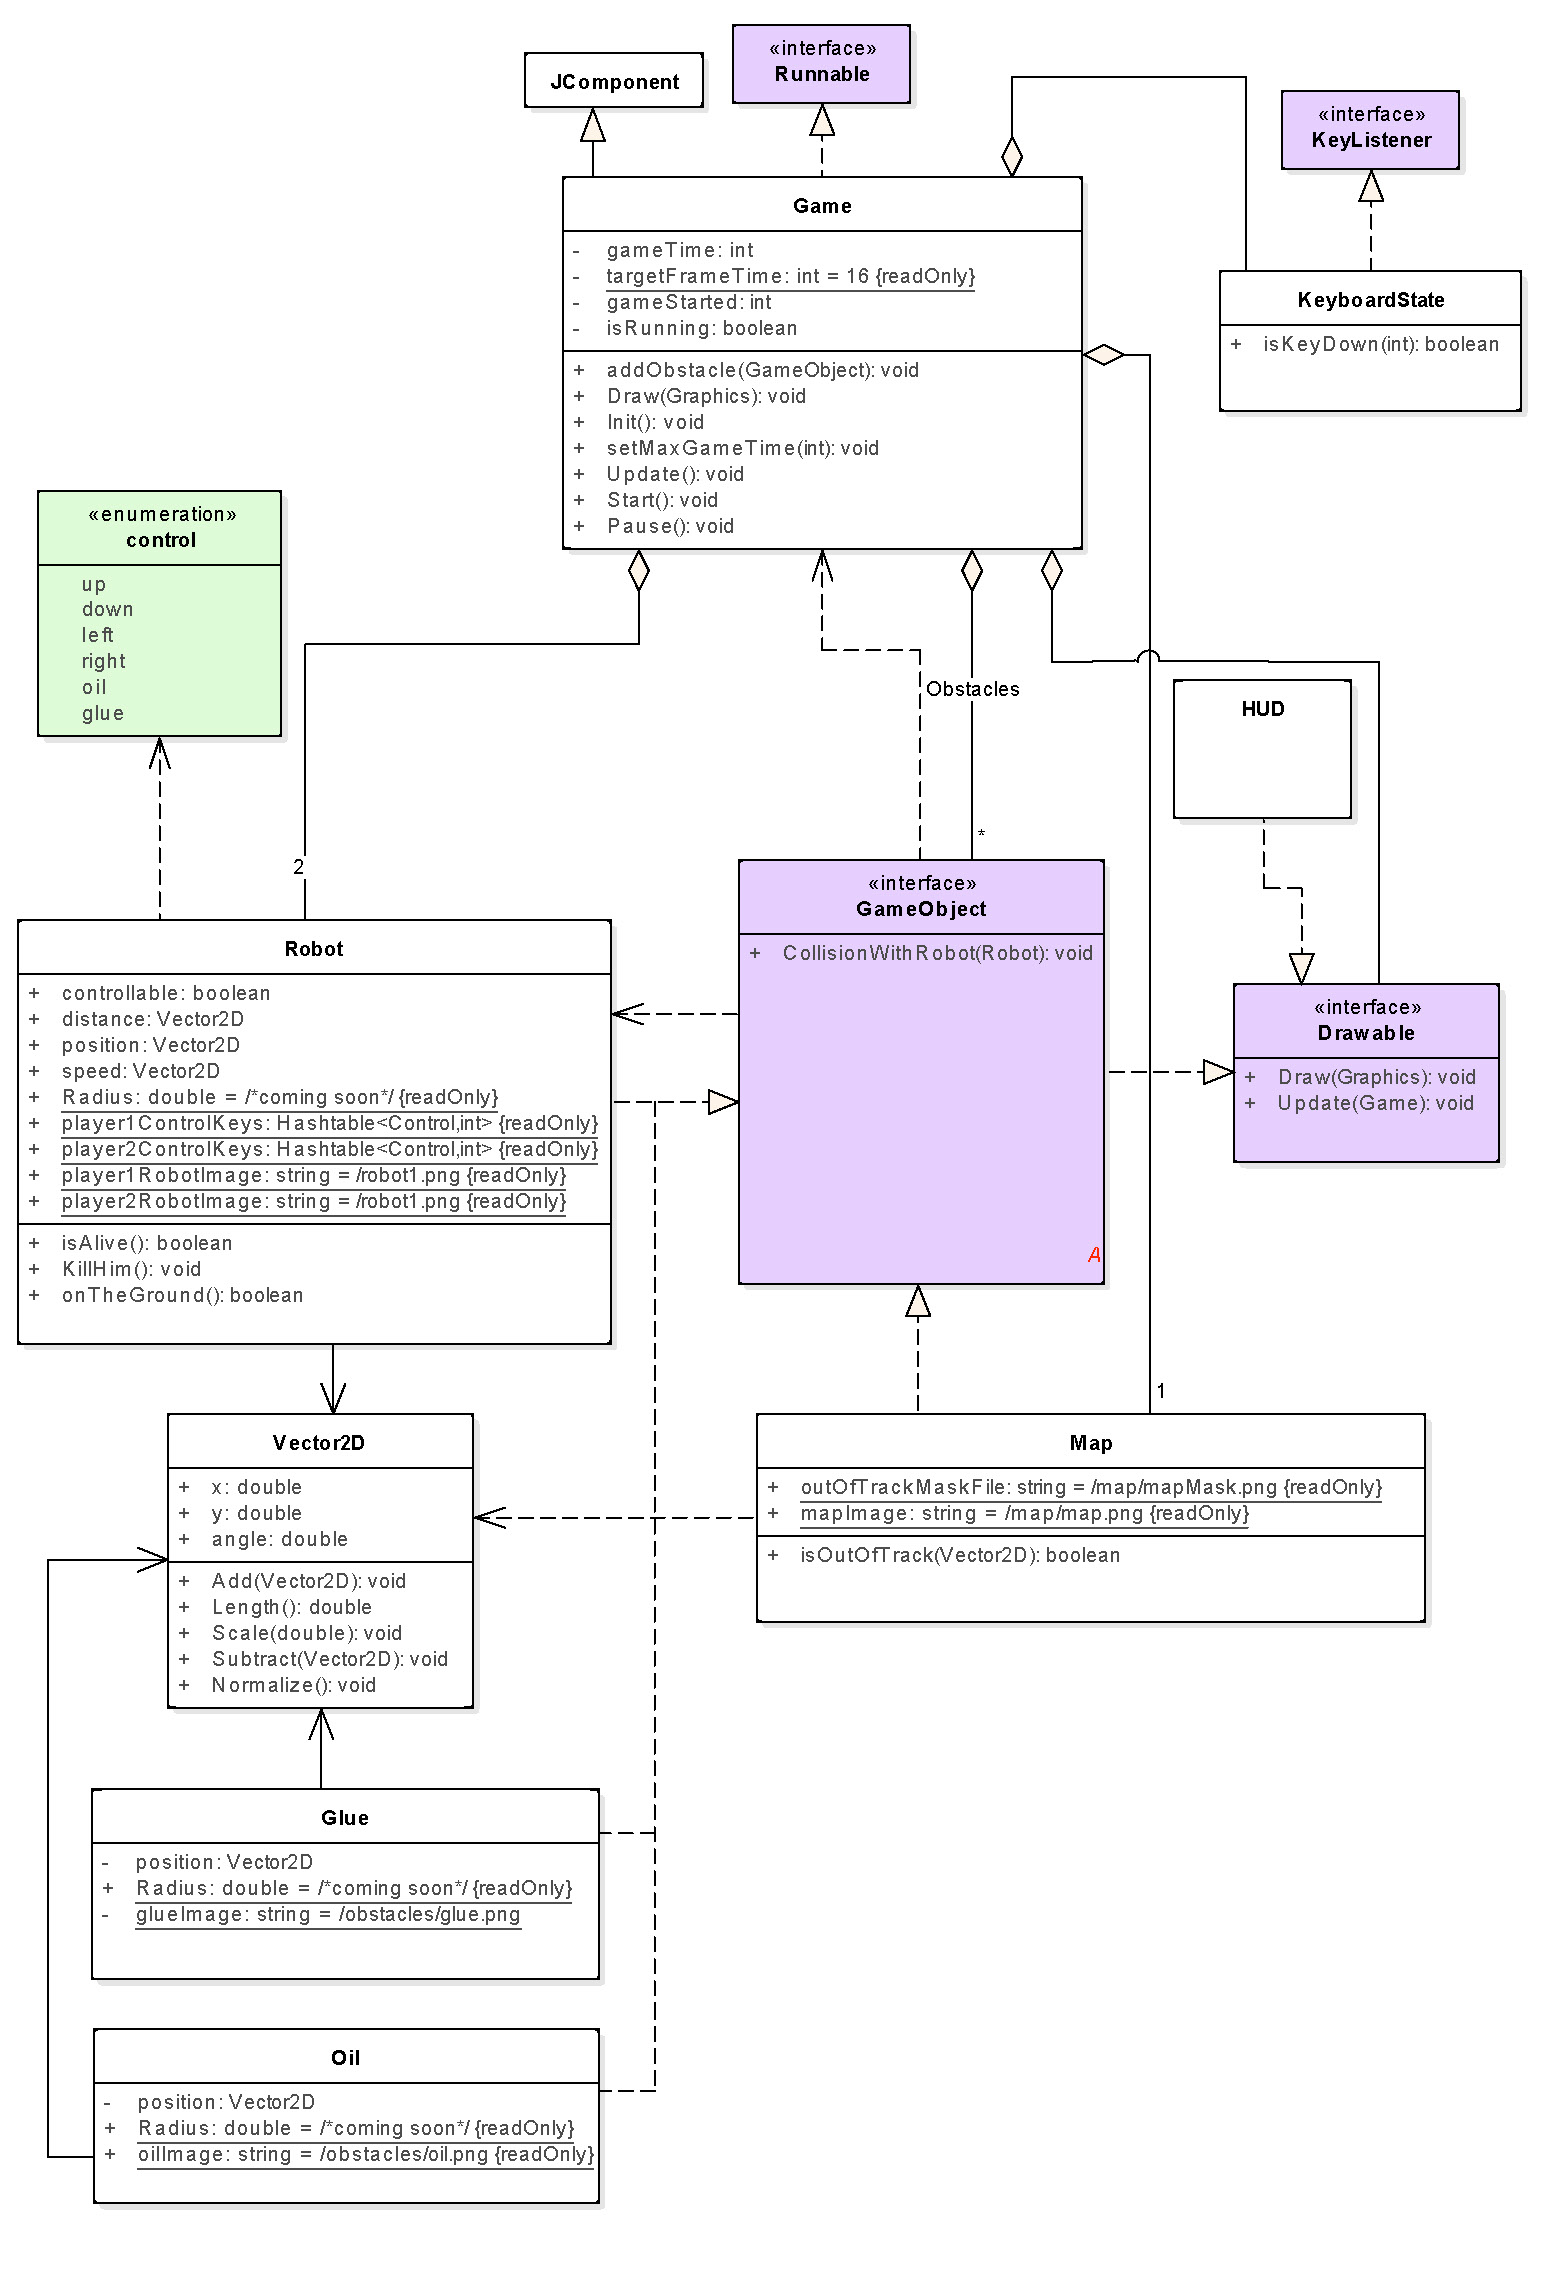 «interface»
Runnable
JComponent
«interface»
KeyListener
Game
- gameTime: int
- targetFrameTime: int = 16 {readOnly}
- gameStarted: int
- isRunning: boolean
+ addObstacle(GameObject): void
+ Draw(Graphics): void
+ Init(): void
+ setMaxGameTime(int): void
+ Update(): void
+ Start(): void
+ Pause(): void
KeyboardState
+ isKeyDown(int): boolean
«enumeration»
control
up
down
left
right
oil
glue
Obstacles
HUD
*
2
«interface»
GameObject
+ CollisionWithRobot(Robot): void
A
Robot
+ controllable: boolean
+ distance: Vector2D
+ position: Vector2D
+ speed: Vector2D
+ Radius: double = /*coming soon*/ {readOnly}
+ player1ControlKeys: Hashtable<Control,int> {readOnly}
+ player2ControlKeys: Hashtable<Control,int> {readOnly}
+ player1RobotImage: string = /robot1.png {readOnly}
+ player2RobotImage: string = /robot1.png {readOnly}
+ isAlive(): boolean
+ KillHim(): void
+ onTheGround(): boolean
«interface»
Drawable
+ Draw(Graphics): void
+ Update(Game): void
1
Vector2D
+ x: double
+ y: double
+ angle: double
+ Add(Vector2D): void
+ Length(): double
+ Scale(double): void
+ Subtract(Vector2D): void
+ Normalize(): void
Map
+ outOfTrackMaskFile: string = /map/mapMask.png {readOnly}
+ mapImage: string = /map/map.png {readOnly}
+ isOutOfTrack(Vector2D): boolean
Glue
- position: Vector2D
+ Radius: double = /*coming soon*/ {readOnly}
- glueImage: string = /obstacles/glue.png
Oil
- position: Vector2D
+ Radius: double = /*coming soon*/ {readOnly}
+ oilImage: string = /obstacles/oil.png {readOnly}